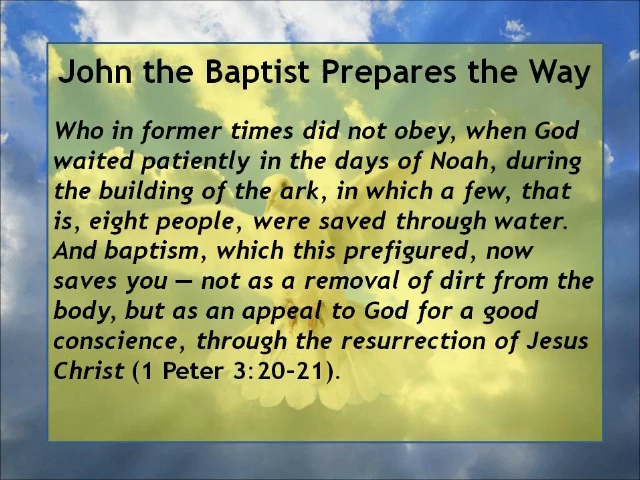 John the Baptist Prepares the Way
Who in former times did not obey, when God
waited patiently in the days of Noah, during
the building of the ark, in which a few, that
is, eight people, were saved through water.
And baptism, which this prefigured, now
saves you — not as a removal of dirt from the
body, but as an appeal to God for a good
conscience, through the resurrection of Jesus
Christ (1 Peter 3:20-21).